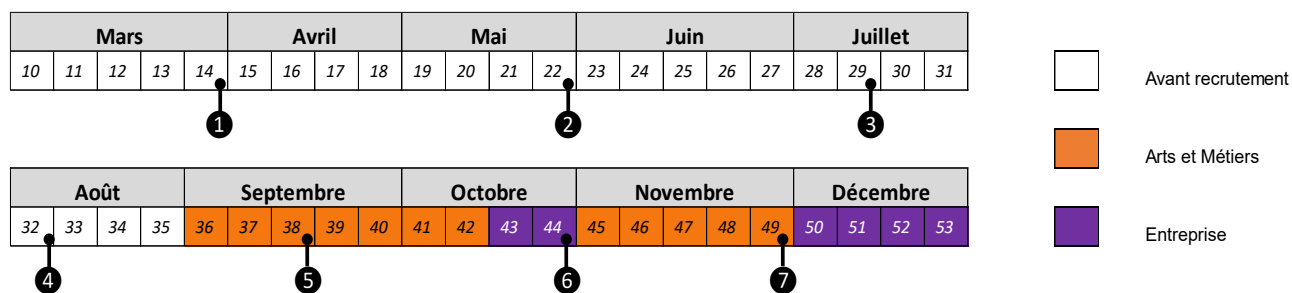 Mars Avril Mai Juin Juillet
10 11 12 13 14 15 16 17 18 19 20 21 22 23 24 25 26 27 28 29 30 31
1 2 3
Août Septembre Octobre Novembre Décembre
32 33 34 35 36 37 38 39 40 41 42 43 44 45 46 47 48 49 50 51 52 53
4 5 6 7
Avant recrutement
Arts et Métiers
Entreprise